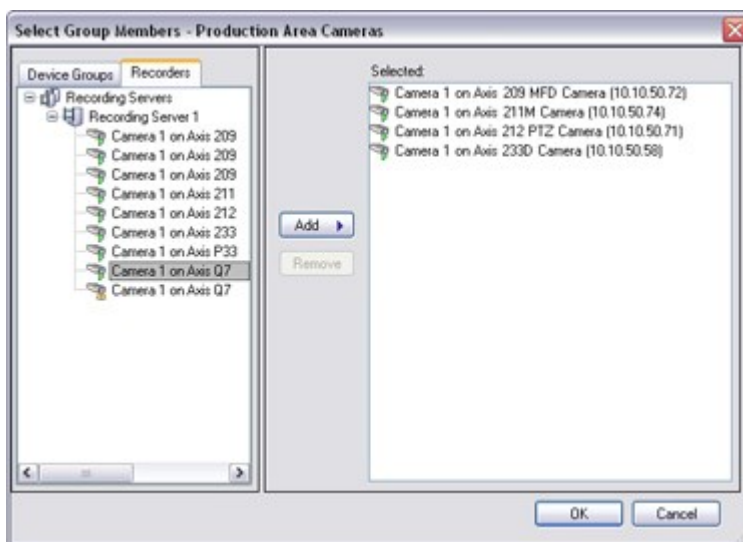 Select Group Members - Production Area Cameras
Device Groups
Recorders
Recording Servers
Recording Server 1
Camera 1 on Axis 209
Camera 1 on Axis 209
Camera 1 on Axis 209
Camera 1 on Axis 211
Camera 1 on Axis 212
Camera 1 on Axis 233
Camera 1 on Axis P33
Camera 1 on Axis Q7
Camera 1 on Axis Q7
Add
Remove
Selected:
Camera 1 on Axis 209 MFD Camera (10.10.50.72)
Camera 1 on Axis 211M Camera (10.10.50.74)
Camera 1 on Axis 212 PTZ Camera (10.10.50.71)
Camera 1 on Axis 233D Camera (10.10.50.58)
OK
Cancel